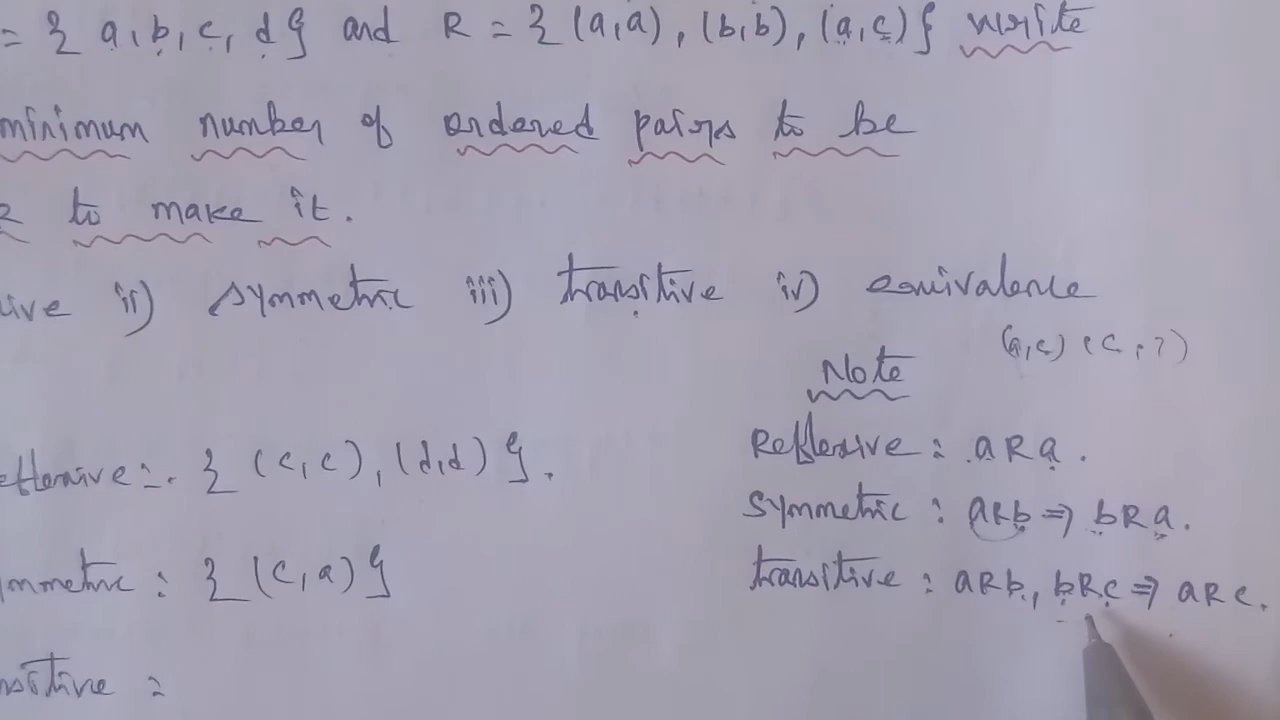 = { a, b, c, d } and R = { (a,a), (b,b), (a,c) } write
minimum number of ordered pairs to be
R to make it.
ive ii) symmetric iii) transitive iv) equivalence
(a,c) (c,?)
Note
eflexive :- { (c,c), (d,d) }.
Reflexive : aRa.
Symmetric : aRb ⇒ bRa.
mmetric : { (c,a) }
transitive : aRb, bRc ⇒ aRc.
nsitive :